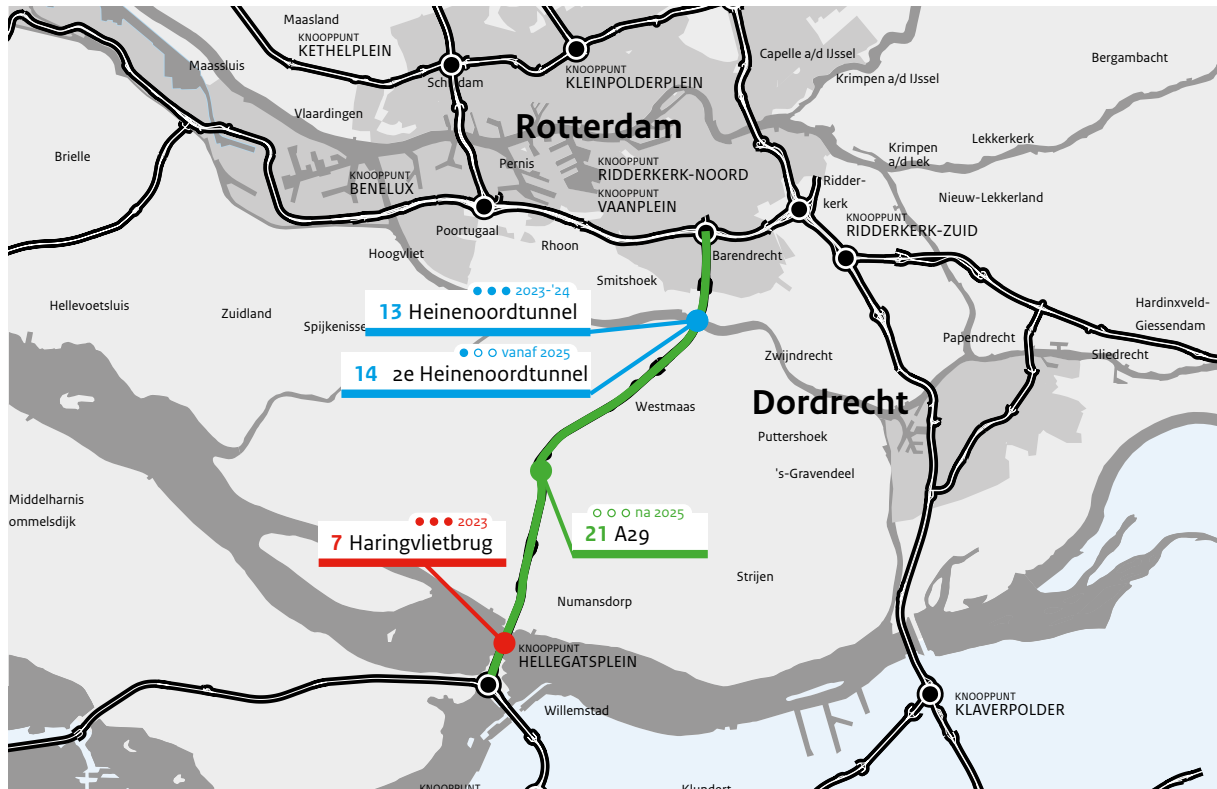 Maasland
KNOOPPUNT
KETHELPLEIN
Maassluis
Schiedam
KNOOPPUNT
KLEINPOLDERPLEIN
Capelle a/d IJssel
Krimpen a/d IJssel
Bergambacht
Vlaardingen
Rotterdam
Brielle
Pernis
KNOOPPUNT
BENELUX
KNOOPPUNT
RIDDERKERK-NOORD
KNOOPPUNT
VAANPLEIN
Ridder-
kerk
Krimpen
a/d Lek
Lekkerkerk
Nieuw-Lekkerland
KNOOPPUNT
RIDDERKERK-ZUID
Poortugaal
Rhoon
Hoogvliet
Barendrecht
Smitshoek
Hellevoetsluis
Zuidland
Spijkenisse
2023-'24
13 Heinenoordtunnel
vanaf 2025
14 2e Heinenoordtunnel
Hardinxveld-
Giessendam
Papendrecht
Sliedrecht
Zwijndrecht
Dordrecht
Westmaas
Puttershoek
's-Gravendeel
Middelharnis
ommelsdijk
2023
7 Haringvlietbrug
na 2025
21 A29
Strijen
Numansdorp
KNOOPPUNT
HELLEGATSPLEIN
Willemstad
KNOOPPUNT
KLAVERPOLDER
KNOOPPUNT
Klundert